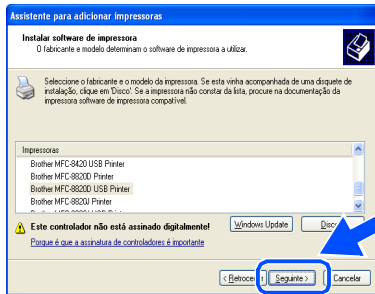 Assistente para adicionar impressoras
Instalar software de impressora
O fabricante e modelo determinam o software de impressora a utilizar.
Seleccione o fabricante e o modelo da impressora. Se esta vinha acompanhada de uma disquete de
instalação, clique em 'Disco'. Se a impressora não constar da lista, procure na documentação da
impressora software de impressora compatível.
Impressoras
Brother MFC-8420 USB Printer
Brother MFC-8820D Printer
Brother MFC-8820D USB Printer
Brother MFC-8820J Printer
Este controlador não está assinado digitalmente!
Windows Update
Porque é que a assinatura de controladores é importante
Seguinte >
Cancelar